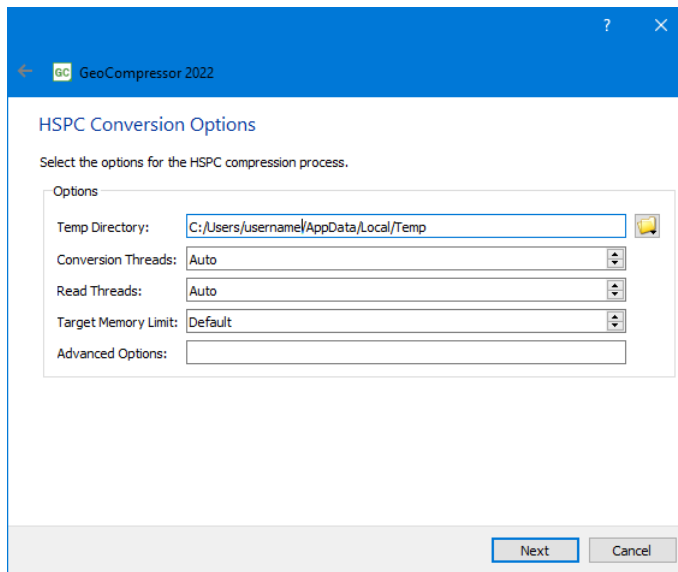 ?
GC GeoCompressor 2022
HSPC Conversion Options
Select the options for the HSPC compression process.
Options
Temp Directory: C:/Users/username/AppData/Local/Temp
Conversion Threads: Auto
Read Threads: Auto
Target Memory Limit: Default
Advanced Options:
Next Cancel